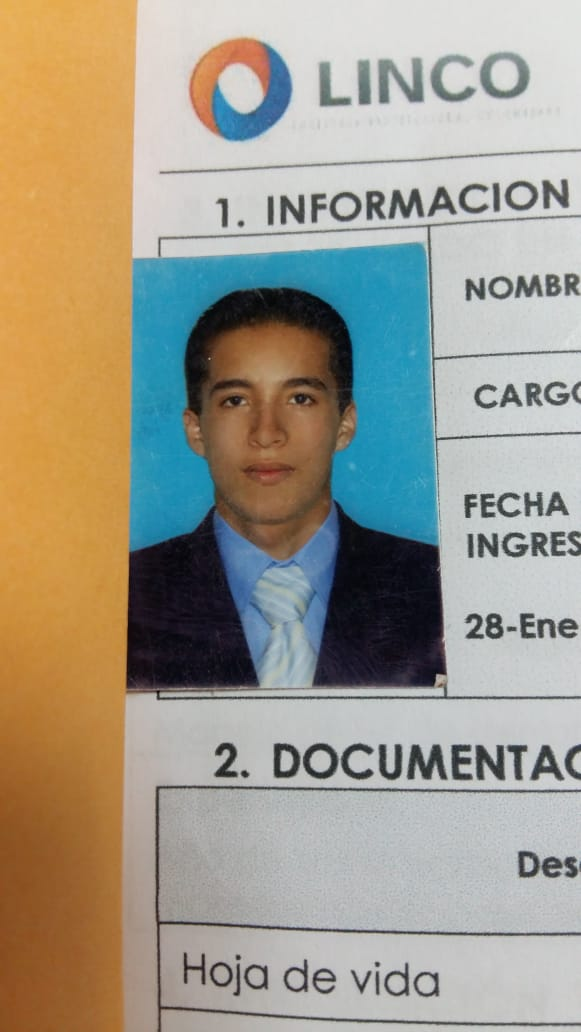 LINCO
1. INFORMACION
NOMBR
CARGO
FECHA
INGRES
28-Ene
2. DOCUMENTAC
Des
Hoja de vida